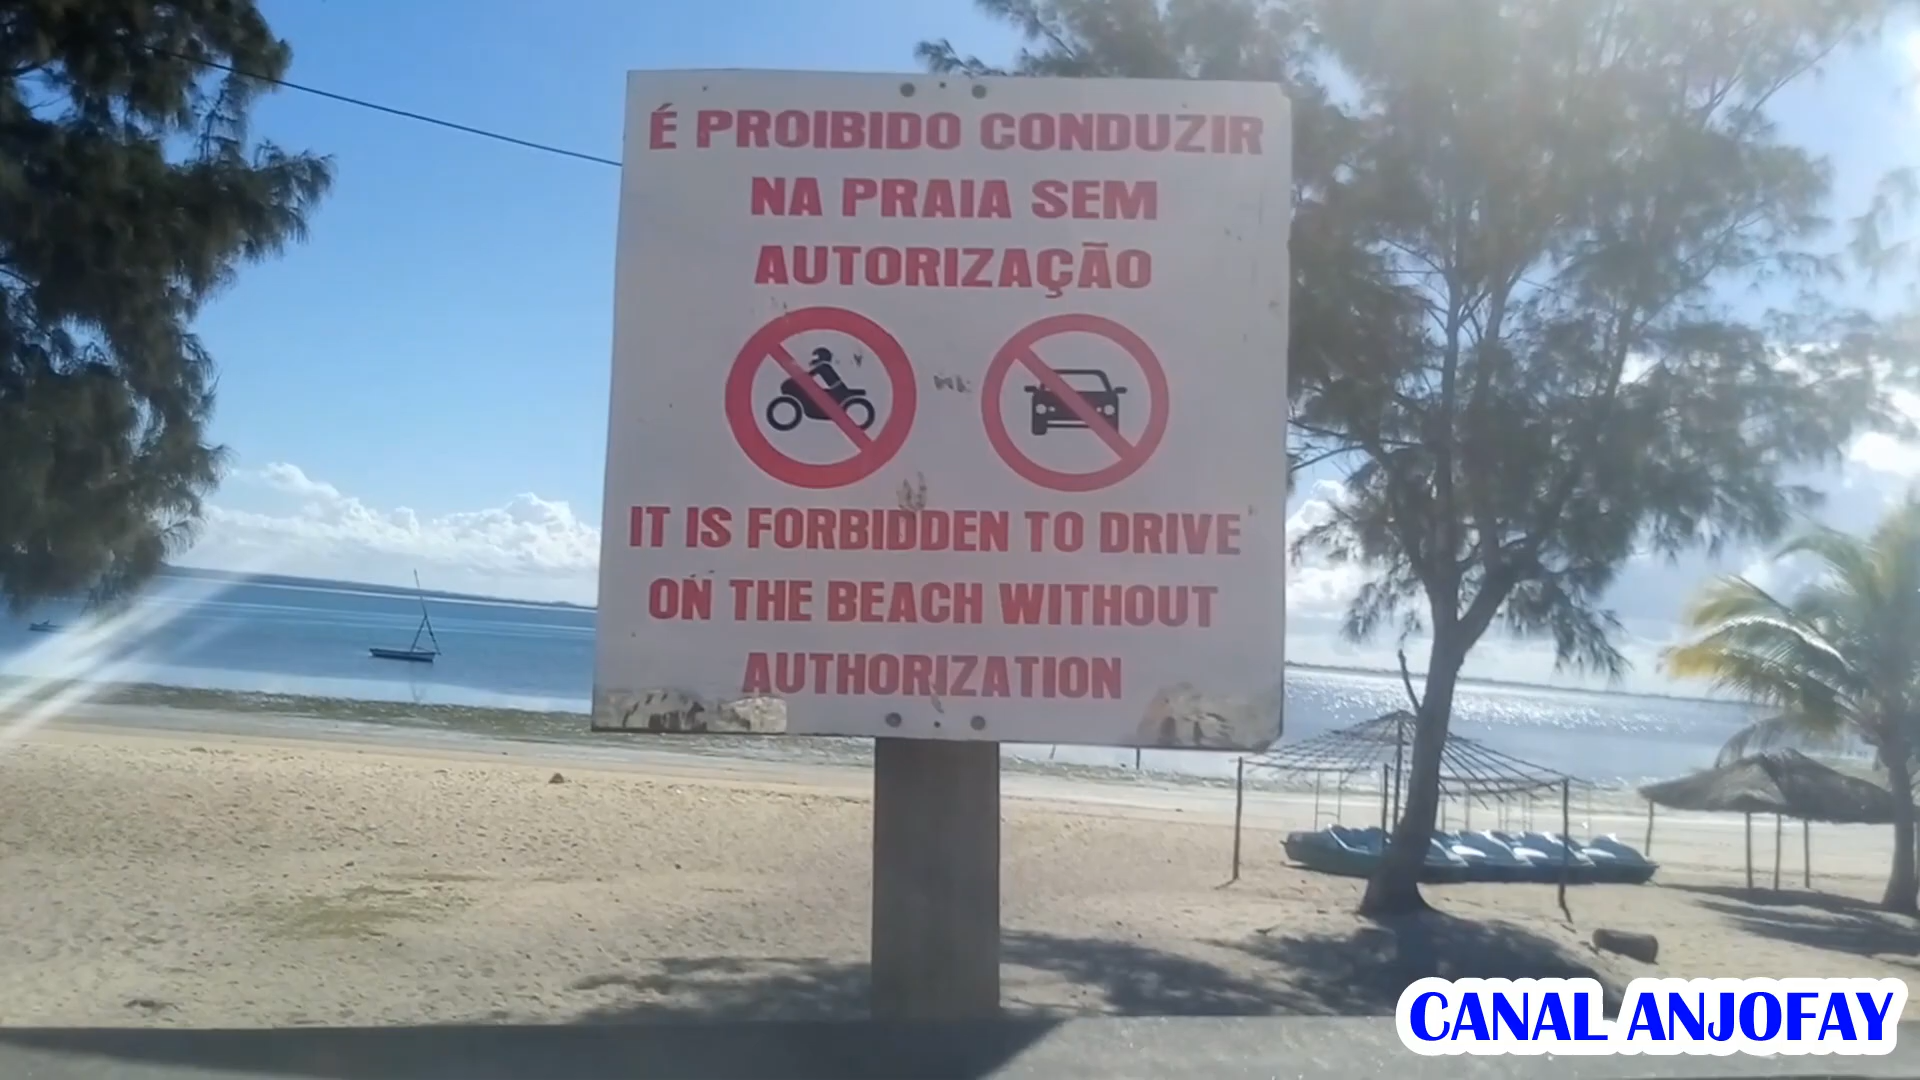 É PROIBIDO CONDUZIR
NA PRAIA SEM
AUTORIZAÇÃO
IT IS FORBIDDEN TO DRIVE
ON THE BEACH WITHOUT
AUTHORIZATION
CANAL ANJOFAY